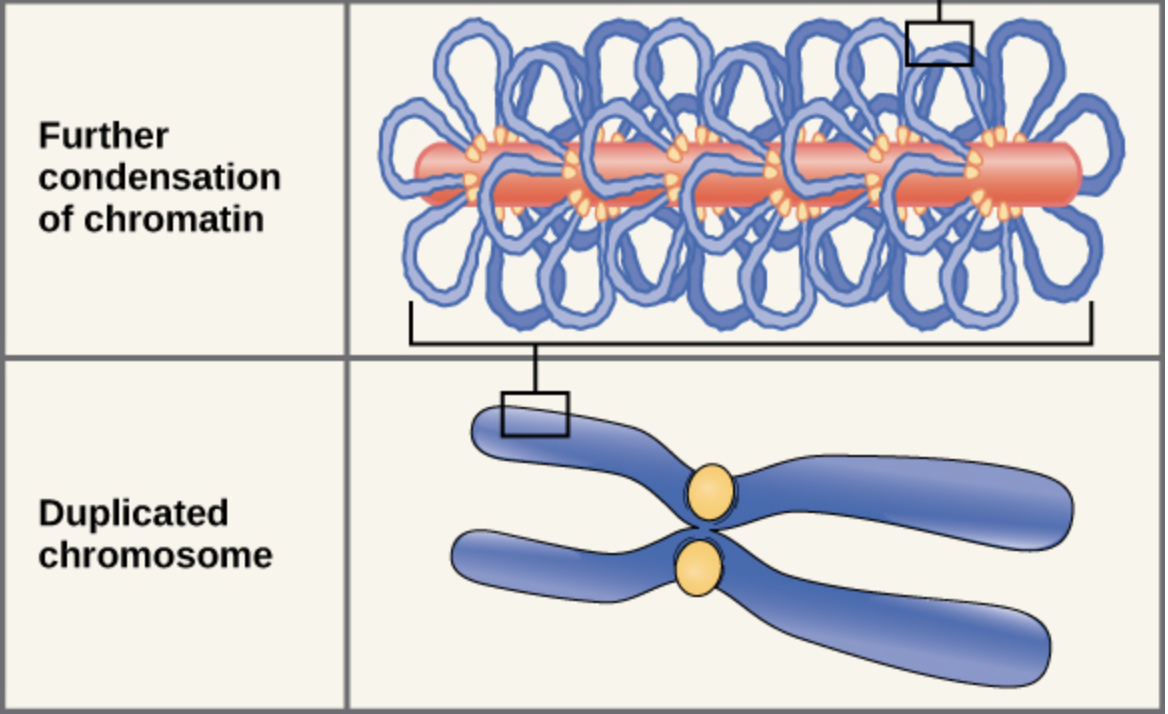 Further
condensation
of chromatin
Duplicated
chromosome